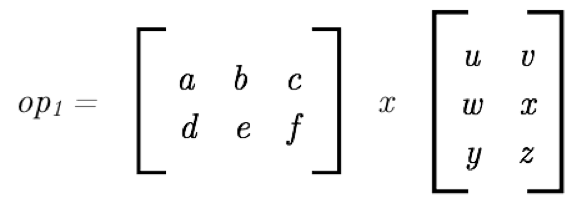 op₁ = [ a b c
d e f ] x [ u v
w x
y z ]